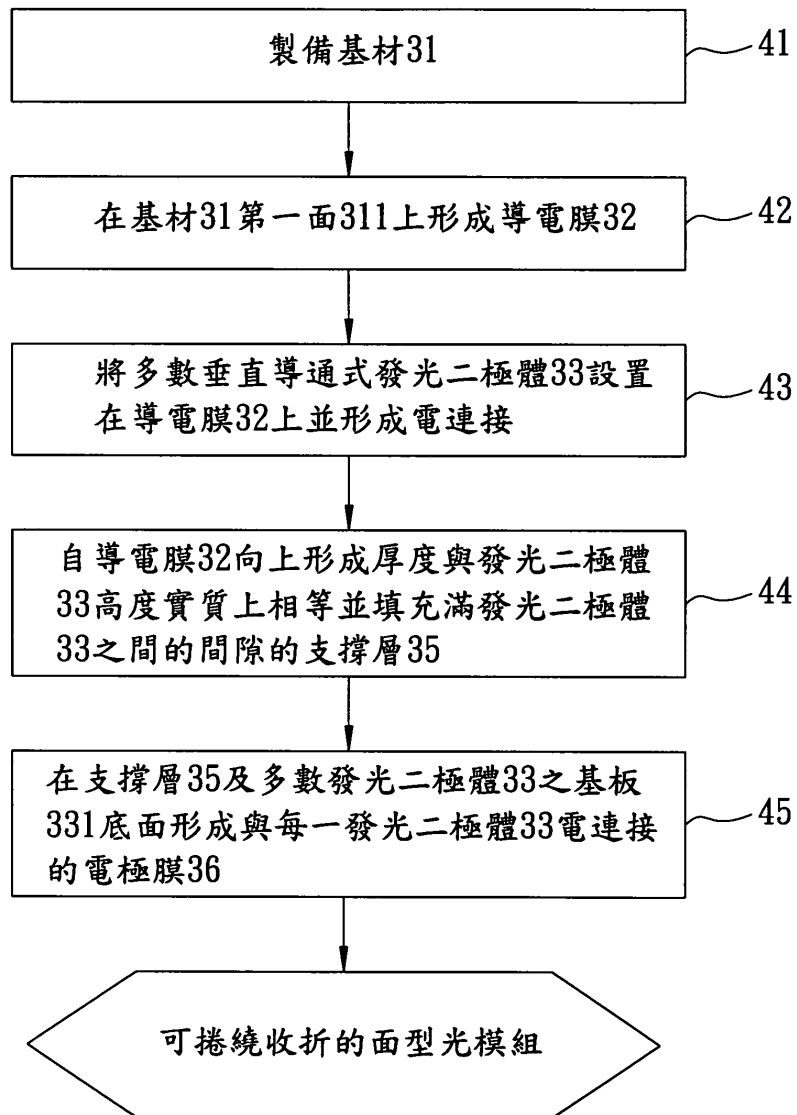 製備基材31
41
在基材31第一面311上形成導電膜32
42
將多數垂直導通式發光二極體33設置
在導電膜32上並形成電連接
43
自導電膜32向上形成厚度與發光二極體
33高度實質上相等並填充滿發光二極體
33之間的間隙的支撐層35
44
在支撐層35及多數發光二極體33之基板
331底面形成與每一發光二極體33電連接
的電極膜36
45
可捲繞收折的面型光模組